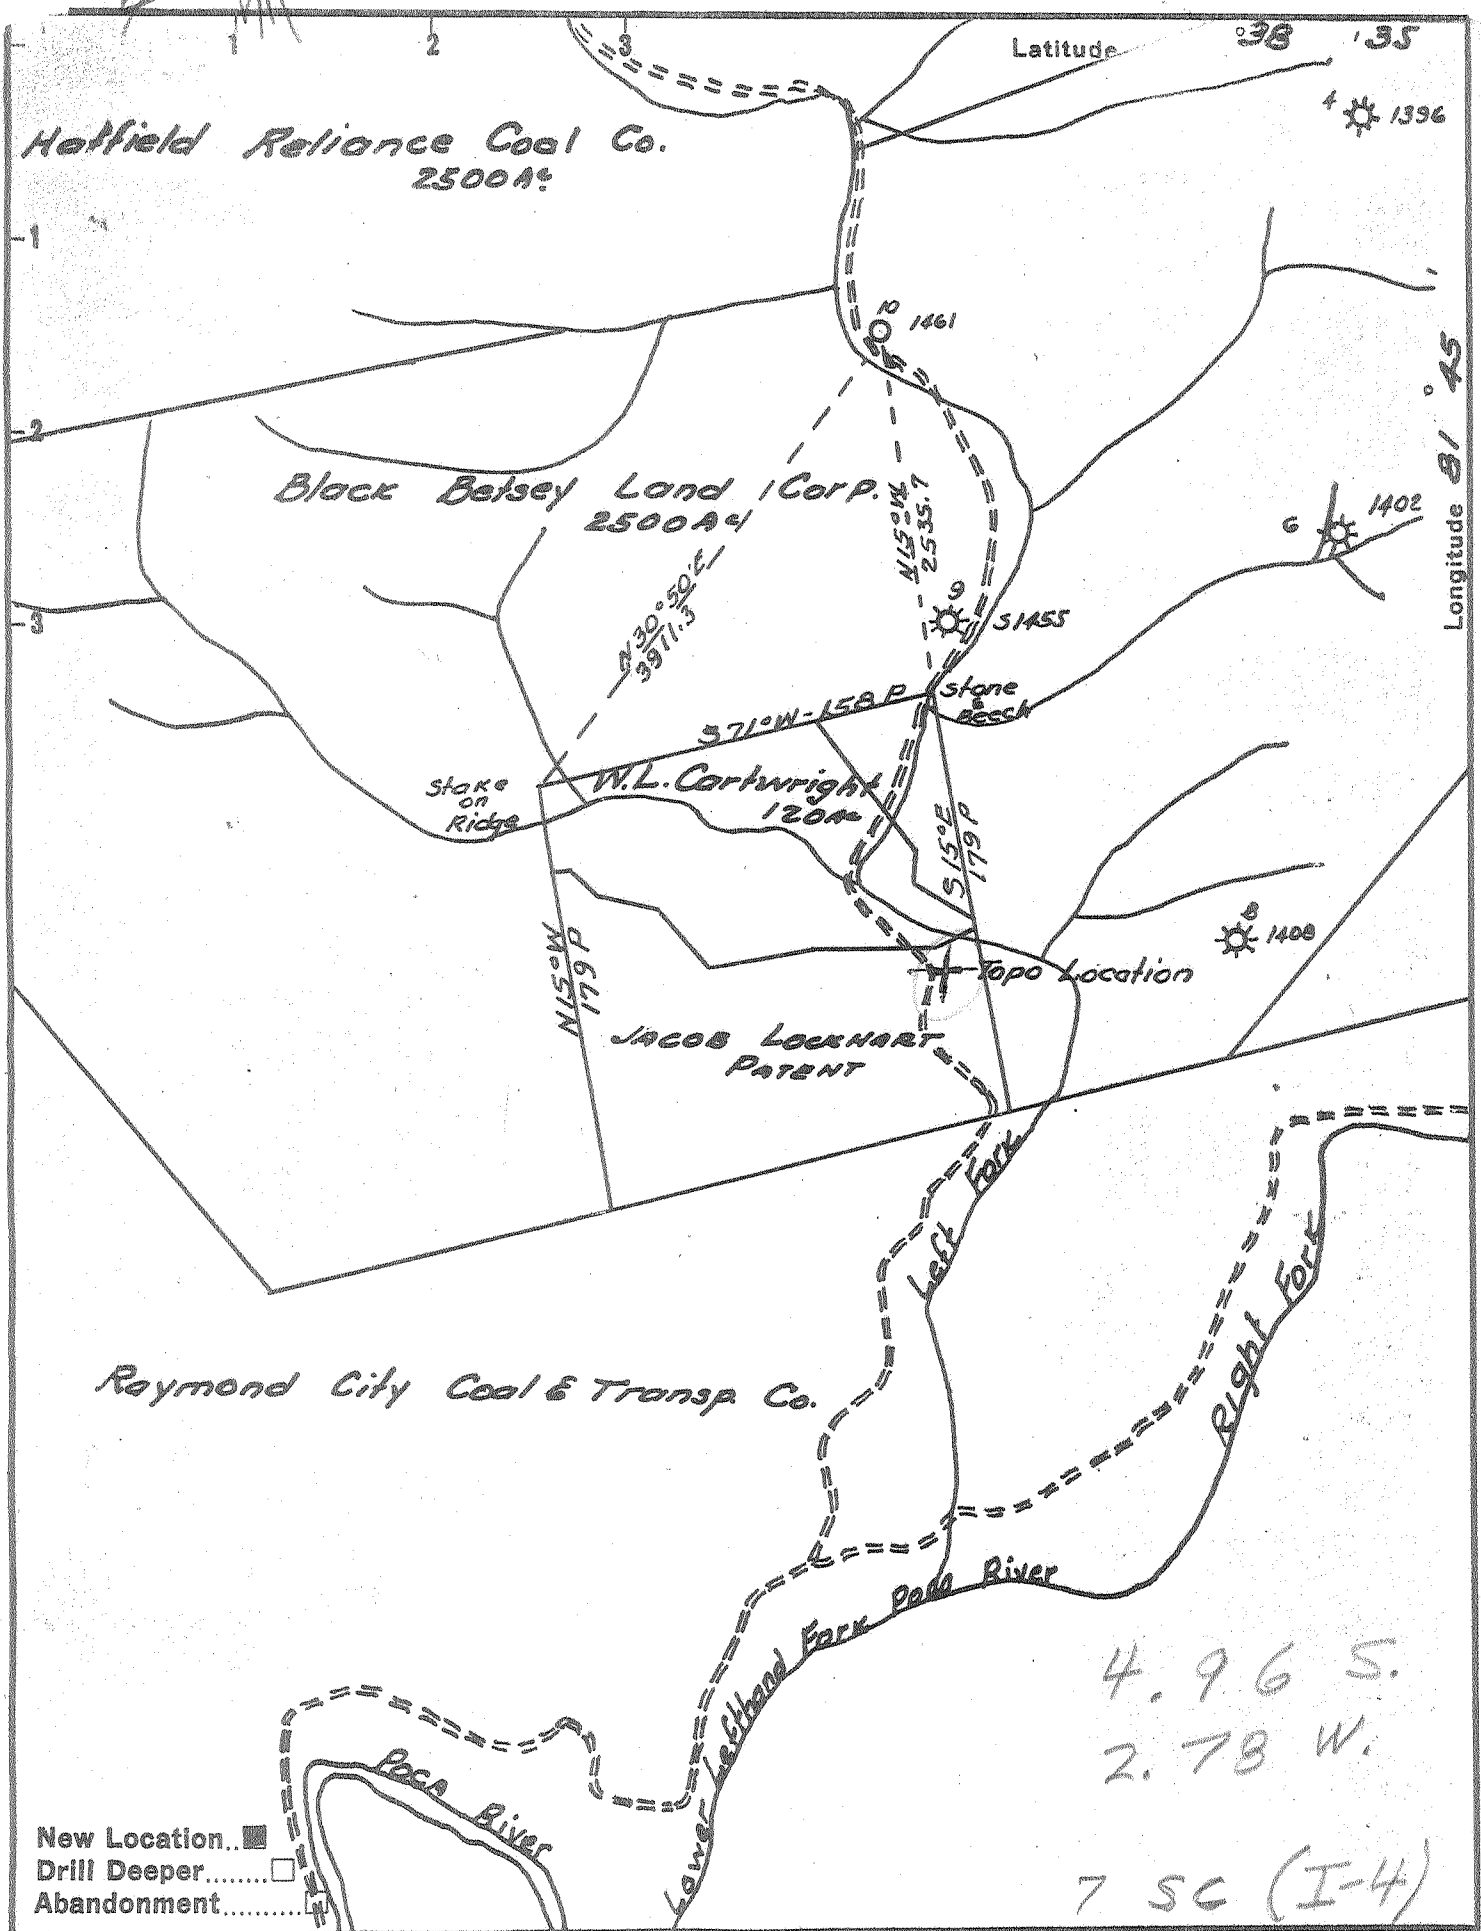 1 2 3
Latitude °38 '35
4 1396
Hatfield Reliance Coal Co.
2500 Ac
1
10 1461
2
Longitude 81° 45
Black Betsey Land Corp.
2500 Ac
N15°W
2535.7
6 1402
N30°50'E
3911.3
9 S1455
3
S71°W-158 P
Stone
&
Beech
Stake
on
Ridge
W.L. Cartwright
120 Ac
S15°E
179 P
N15°W
179 P
8 1408
Topo Location
JACOB LOCKHART
PATENT
Left Fork
Right Fork
Raymond City Coal & Transp. Co.
Lower Lefthand Fork Poca River
POCA River
4.96 S.
2.78 W.
7 SC (I-4)
New Location..
Drill Deeper........
Abandonment..........